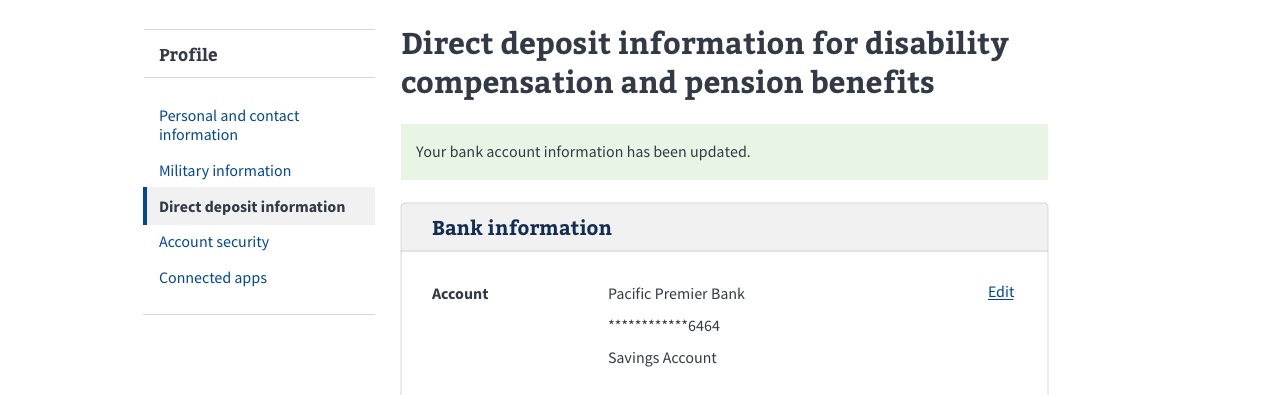 Profile
Personal and contact
information
Military information
Direct deposit information
Account security
Connected apps
Direct deposit information for disability
compensation and pension benefits
Your bank account information has been updated.
Bank information
Account
Pacific Premier Bank
Edit
************6464
Savings Account